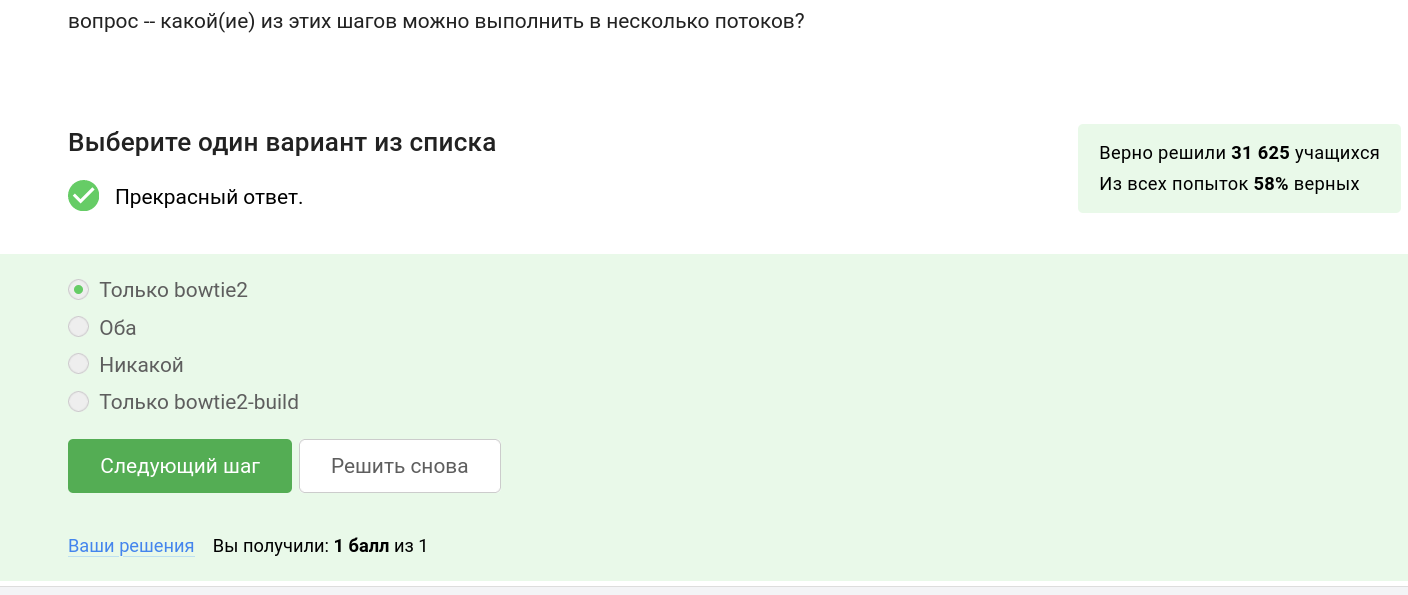 вопрос -- какой(ие) из этих шагов можно выполнить в несколько потоков?
Выберите один вариант из списка
Верно решили 31 625 учащихся
Из всех попыток 58% верных
Прекрасный ответ.
Только bowtie2
Оба
Никакой
Только bowtie2-build
Следующий шаг
Решить снова
Ваши решения Вы получили: 1 балл из 1